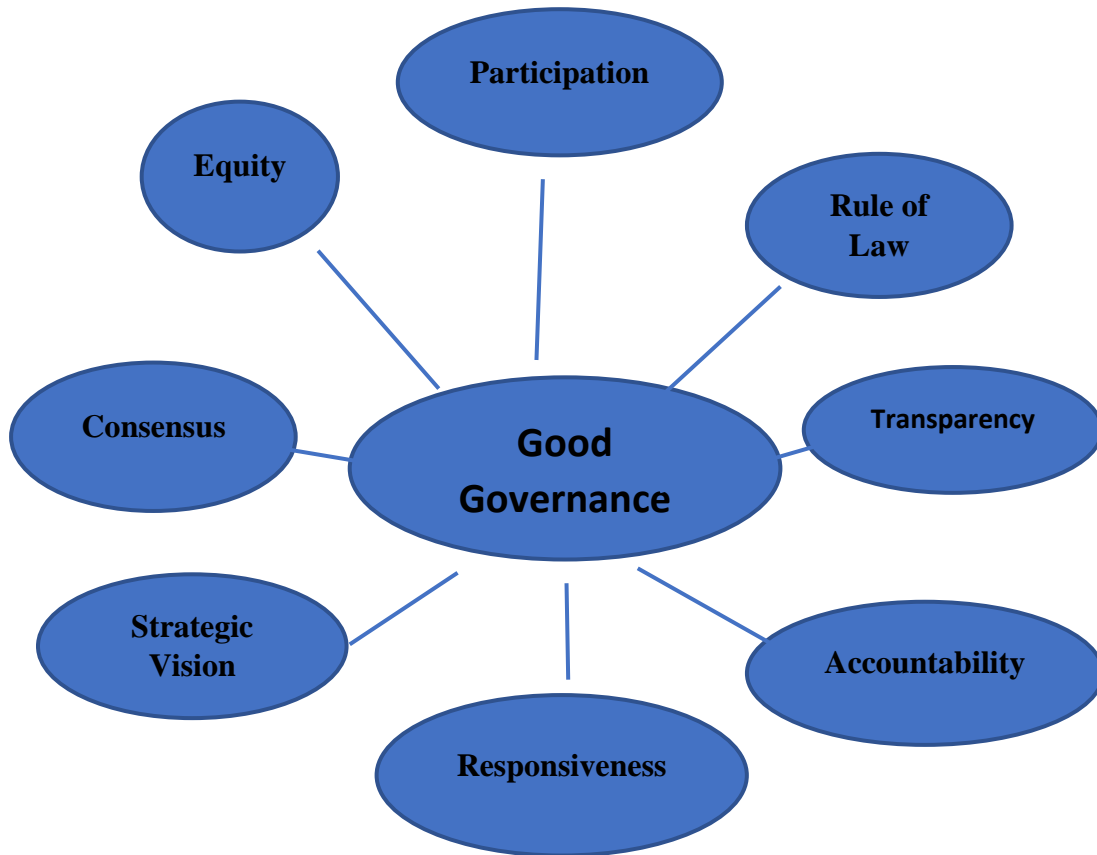 Participation
Equity
Rule of
Law
Consensus
Transparency
Good
Governance
Strategic
Vision
Accountability
Responsiveness